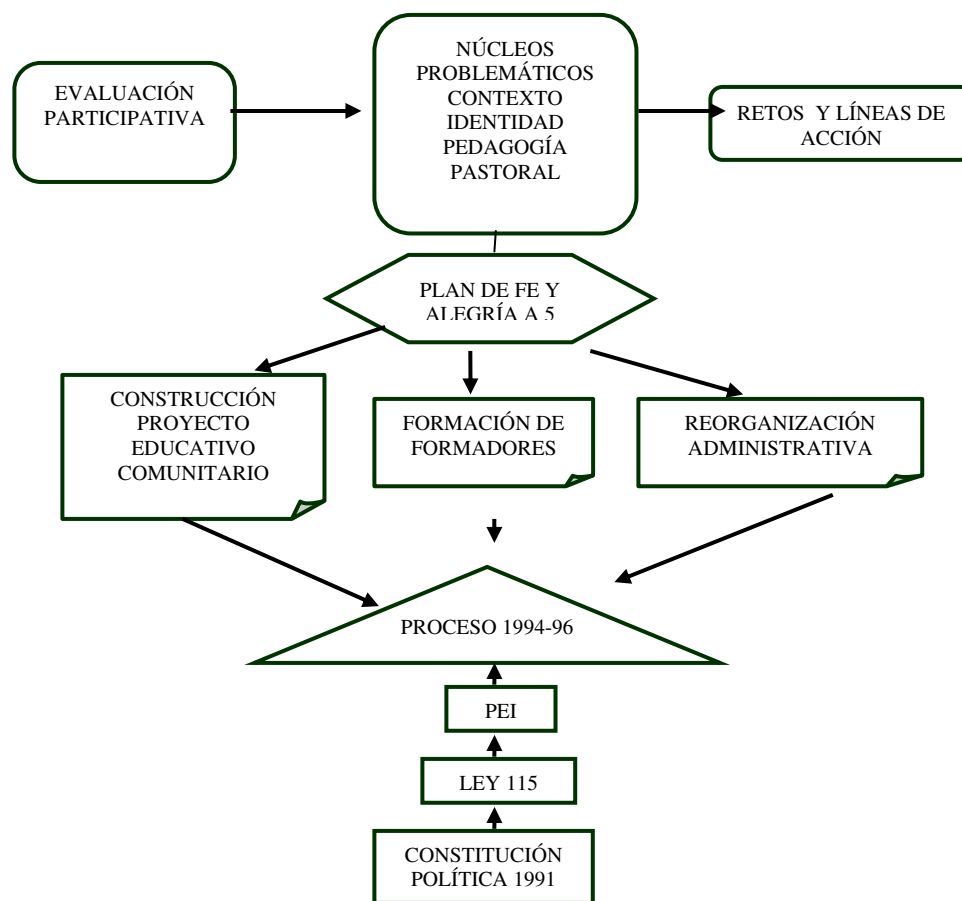 EVALUACIÓN
PARTICIPATIVA
NÚCLEOS
PROBLEMÁTICOS
CONTEXTO
IDENTIDAD
PEDAGOGÍA
PASTORAL
RETOS Y LÍNEAS DE
ACCIÓN
PLAN DE FE Y
ALEGRÍA A 5
CONSTRUCCIÓN
PROYECTO
EDUCATIVO
COMUNITARIO
FORMACIÓN DE
FORMADORES
REORGANIZACIÓN
ADMINISTRATIVA
PROCESO 1994-96
PEI
LEY 115
CONSTITUCIÓN
POLÍTICA 1991